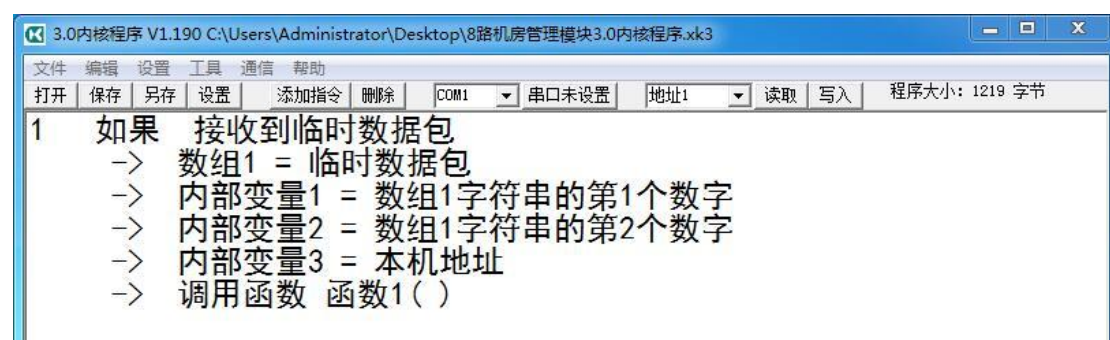 3.0内核程序 V1.190 C:\Users\Administrator\Desktop\8路机房管理模块3.0内核程序.xk3
文件 编辑 设置 工具 通信 帮助
打开 保存 另存 设置 添加指令 删除 COM1 串口未设置 地址1 读取 写入 程序大小: 1219 字节
1 如果 接收到临时数据包
-> 数组1 = 临时数据包
-> 内部变量1 = 数组1字符串的第1个数字
-> 内部变量2 = 数组1字符串的第2个数字
-> 内部变量3 = 本机地址
-> 调用函数 函数1( )